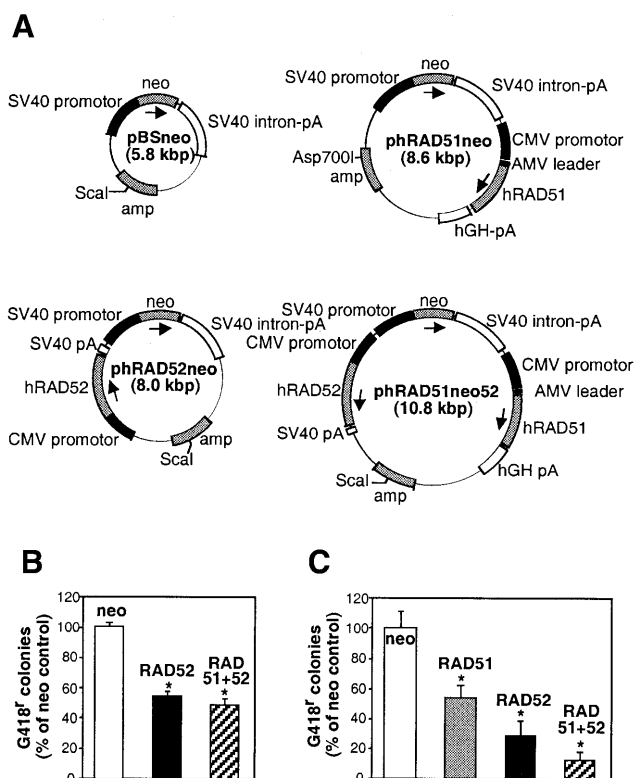 A
neo
SV40 promotor
SV40 intron-pA
pBSneo
(5.8 kbp)
ScaI
amp
neo
SV40 promotor
SV40 intron-pA
CMV promotor
AMV leader
hRAD51
hGH-pA
Asp700I
amp
phRAD51neo
(8.6 kbp)
neo
SV40 promotor
SV40 intron-pA
SV40 pA
hRAD52
CMV promotor
phRAD52neo
(8.0 kbp)
amp
ScaI
neo
SV40 promotor
CMV promotor
SV40 intron-pA
CMV promotor
AMV leader
hRAD51
hGH pA
hRAD52
SV40 pA
phRAD51neo52
(10.8 kbp)
ScaI
amp
B
G418r colonies
(% of neo control)
120
100
80
60
40
20
0
neo
RAD52
*
RAD
51+52
*
C
G418r colonies
(% of neo control)
120
100
80
60
40
20
0
neo
RAD51
*
RAD52
*
RAD
51+52
*